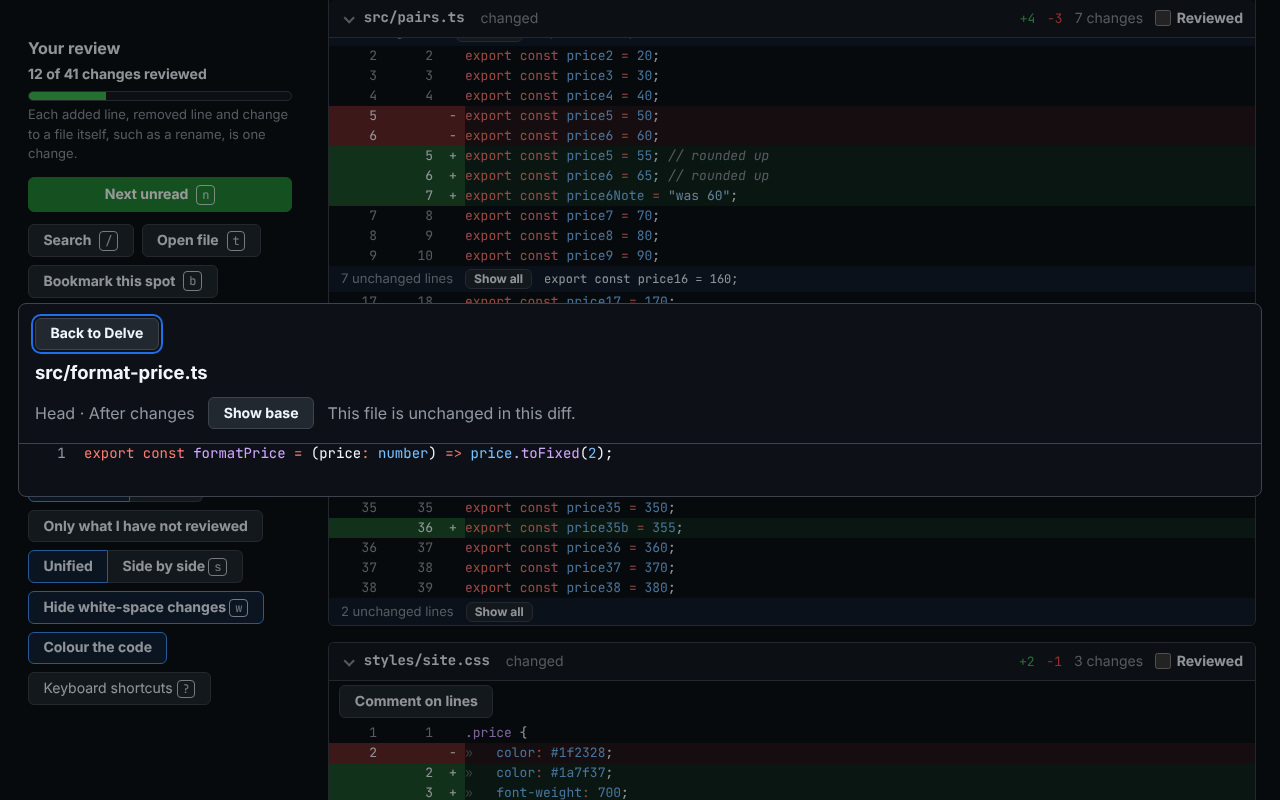 src/pairs.ts changed +4 -3 7 changes Reviewed
Your review
12 of 41 changes reviewed
Each added line, removed line and change
to a file itself, such as a rename, is one
change.
Next unread n
Search / Open file t
Bookmark this spot b
2 2 export const price2 = 20;
3 3 export const price3 = 30;
4 4 export const price4 = 40;
5 - export const price5 = 50;
6 - export const price6 = 60;
5 + export const price5 = 55; // rounded up
6 + export const price6 = 65; // rounded up
7 + export const price6Note = "was 60";
7 8 export const price7 = 70;
8 9 export const price8 = 80;
9 10 export const price9 = 90;
7 unchanged lines Show all export const price16 = 160;
17 18 export const price17 = 170;
Back to Delve
src/format-price.ts
Head · After changes Show base This file is unchanged in this diff.
1 export const formatPrice = (price: number) => price.toFixed(2);
Only what I have not reviewed
Unified Side by side s
Hide white-space changes w
Colour the code
Keyboard shortcuts ?
35 35 export const price35 = 350;
36 + export const price35b = 355;
36 37 export const price36 = 360;
37 38 export const price37 = 370;
38 39 export const price38 = 380;
2 unchanged lines Show all
styles/site.css changed +2 -1 3 changes Reviewed
Comment on lines
1 1 .price {
2 - » color: #1f2328;
2 + » color: #1a7f37;
3 + » font-weight: 700;